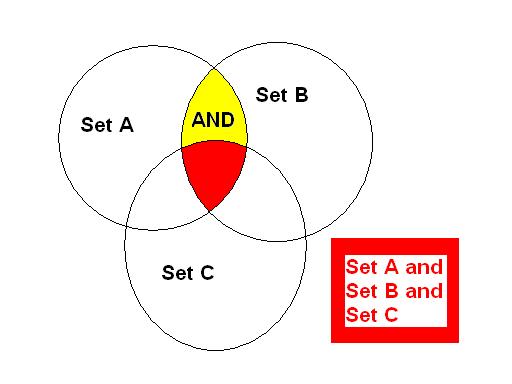 Set A
Set B
AND
Set C
Set A and
Set B and
Set C